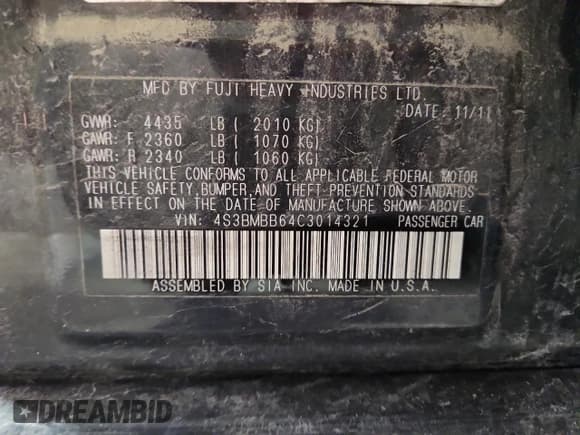 MFC BY FUJI HEAVY INDUSTRIES LTD.
DATE: 11/11
GVWR: 4435 LB ( 2010 KG)
GAWR: F 2360 LB ( 1070 KG)
GAWR: R 2340 LB ( 1060 KG)
THIS VEHICLE CONFORMS TO ALL APPLICABLE FEDERAL MOTOR
VEHICLE SAFETY, BUMPER, AND THEFT PREVENTION STANDARDS
IN EFFECT ON THE DATE OF MANUFACTURE SHOWN ABOVE.
VIN: 4S3BMBB64C3014321 PASSENGER CAR
ASSEMBLED BY SIA INC. MADE IN U.S.A.
DREAMBID